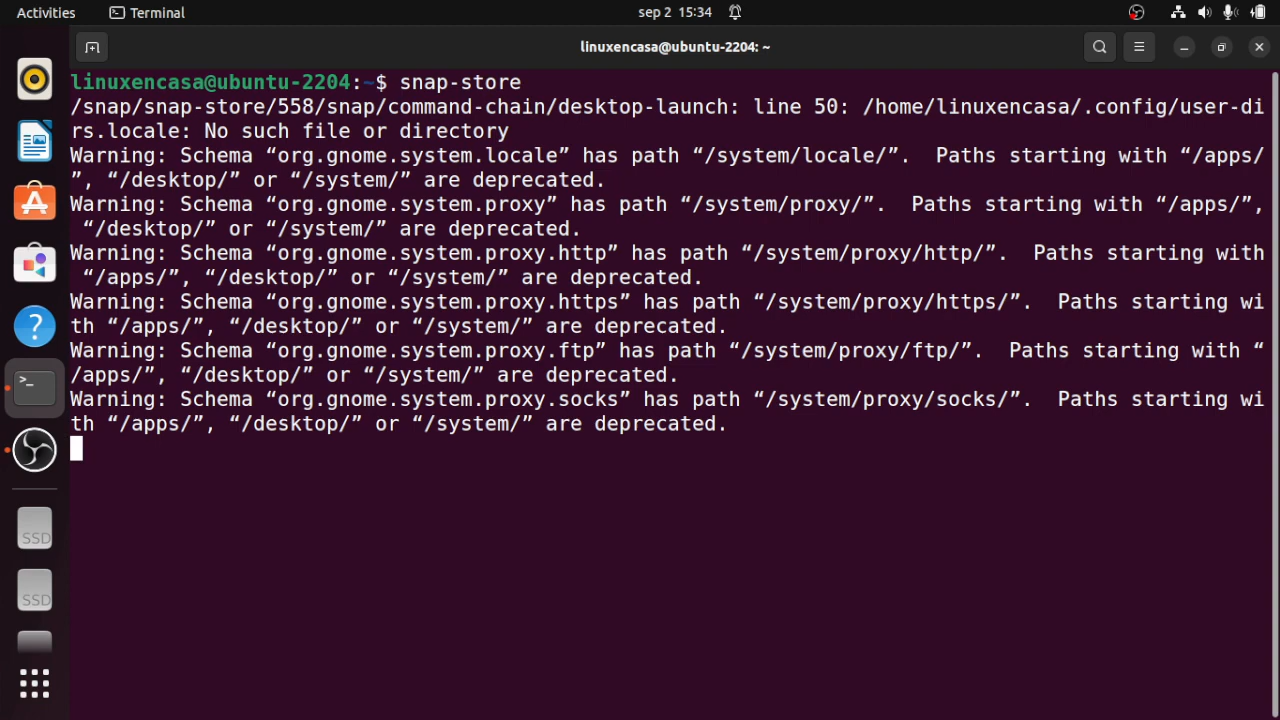 Activities Terminal sep 2 15:34
linuxencasa@ubuntu-2204: ~
linuxencasa@ubuntu-2204:~$ snap-store
/snap/snap-store/558/snap/command-chain/desktop-launch: line 50: /home/linuxencasa/.config/user-di
rs.locale: No such file or directory
Warning: Schema “org.gnome.system.locale” has path “/system/locale/”.  Paths starting with “/apps/
”, “/desktop/” or “/system/” are deprecated.
Warning: Schema “org.gnome.system.proxy” has path “/system/proxy/”.  Paths starting with “/apps/”,
 “/desktop/” or “/system/” are deprecated.
Warning: Schema “org.gnome.system.proxy.http” has path “/system/proxy/http/”.  Paths starting with
 “/apps/”, “/desktop/” or “/system/” are deprecated.
Warning: Schema “org.gnome.system.proxy.https” has path “/system/proxy/https/”.  Paths starting wi
th “/apps/”, “/desktop/” or “/system/” are deprecated.
Warning: Schema “org.gnome.system.proxy.ftp” has path “/system/proxy/ftp/”.  Paths starting with “
/apps/”, “/desktop/” or “/system/” are deprecated.
Warning: Schema “org.gnome.system.proxy.socks” has path “/system/proxy/socks/”.  Paths starting wi
th “/apps/”, “/desktop/” or “/system/” are deprecated.
SSD
SSD